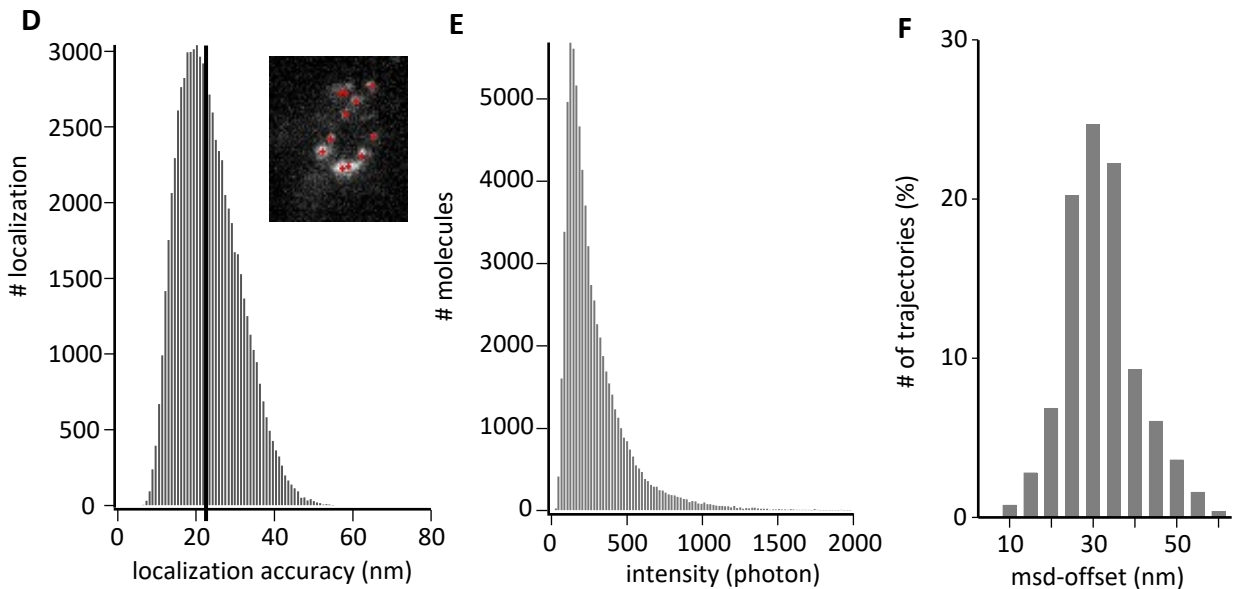 D
3000
2500
2000
1500
1000
500
0
# localization
0 20 40 60 80
localization accuracy (nm)
E
5000
4000
3000
2000
1000
0
# molecules
0 500 1000 1500 2000
intensity (photon)
F
30
20
10
0
# of trajectories (%)
10 30 50
msd-offset (nm)